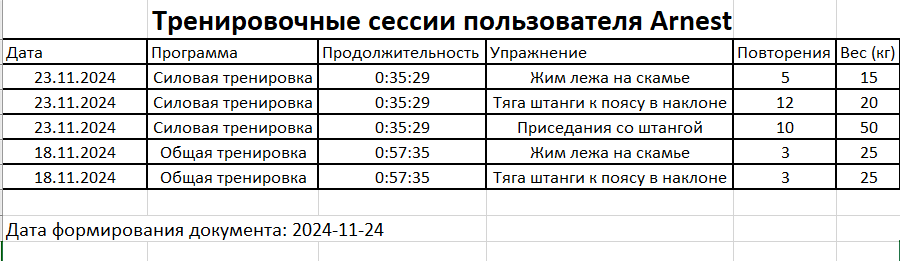 Тренировочные сессии пользователя Arnest
Дата Программа Продолжительность Упражнение Повторения Вес (кг)
23.11.2024 Силовая тренировка 0:35:29 Жим лежа на скамье 5 15
23.11.2024 Силовая тренировка 0:35:29 Тяга штанги к поясу в наклоне 12 20
23.11.2024 Силовая тренировка 0:35:29 Приседания со штангой 10 50
18.11.2024 Общая тренировка 0:57:35 Жим лежа на скамье 3 25
18.11.2024 Общая тренировка 0:57:35 Тяга штанги к поясу в наклоне 3 25
Дата формирования документа: 2024-11-24